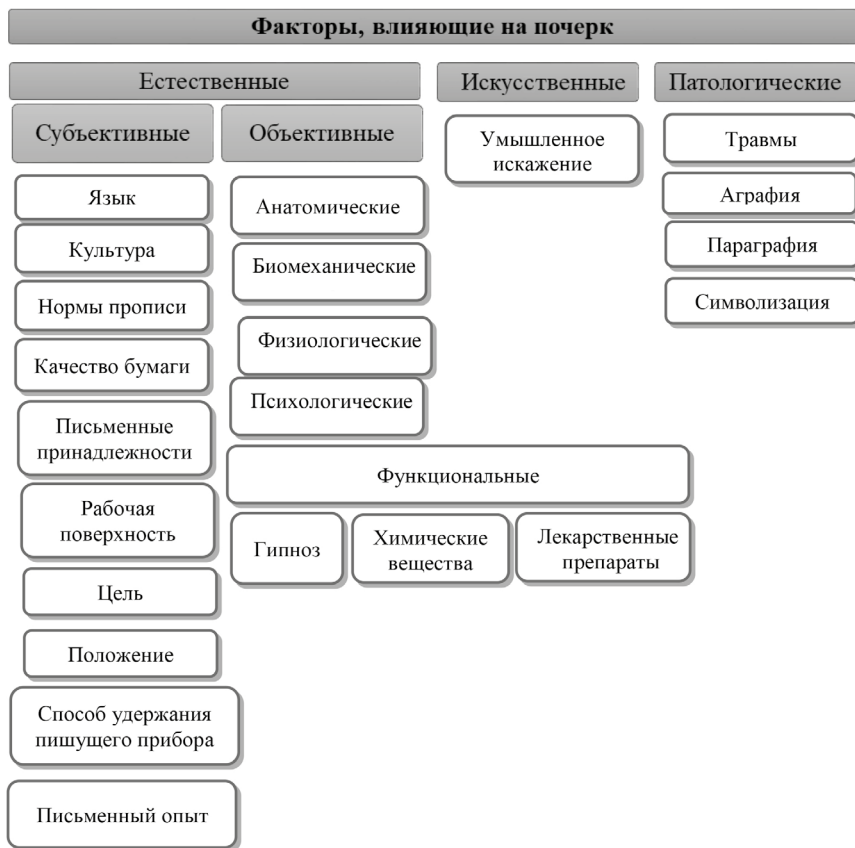 Факторы, влияющие на почерк
Естественные
Искусственные
Патологические
Субъективные
Объективные
Язык
Культура
Нормы прописи
Качество бумаги
Письменные
принадлежности
Рабочая
поверхность
Цель
Положение
Способ удержания
пишущего прибора
Письменный опыт
Анатомические
Биомеханические
Физиологические
Психологические
Функциональные
Гипноз
Химические
вещества
Лекарственные
препараты
Умышленное
искажение
Травмы
Аграфия
Параграфия
Символизация